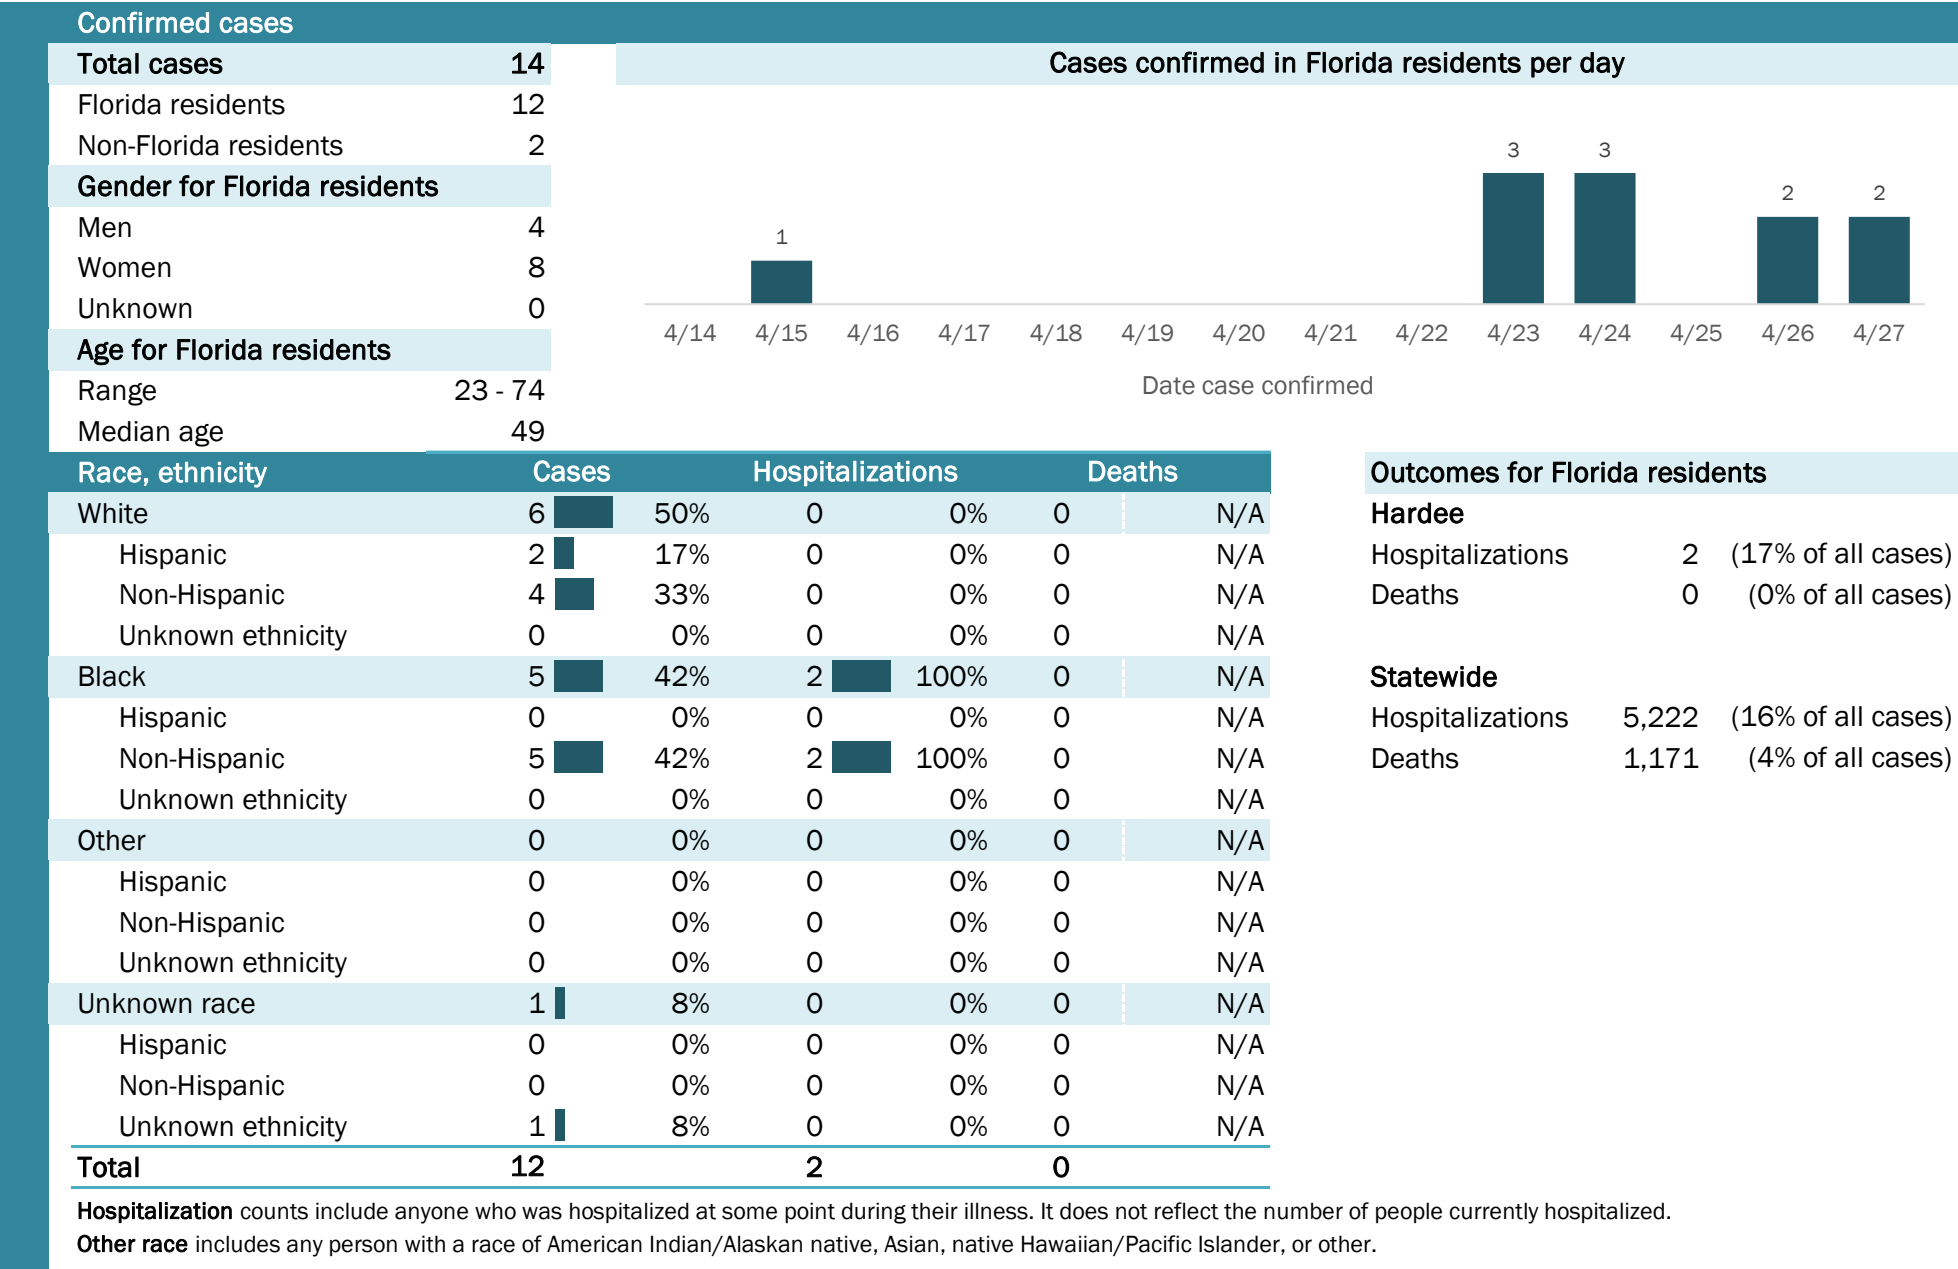 Confirmed cases
Total cases 14
Florida residents 12
Non-Florida residents 2
Gender for Florida residents
Men 4
Women 8
Unknown 0
Age for Florida residents
Range 23 - 74
Median age 49
Cases confirmed in Florida residents per day
1 3 3 2 2
4/14 4/15 4/16 4/17 4/18 4/19 4/20 4/21 4/22 4/23 4/24 4/25 4/26 4/27
Date case confirmed
Race, ethnicity Cases Hospitalizations Deaths
White 6 50% 0 0% 0 N/A
Hispanic 2 17% 0 0% 0 N/A
Non-Hispanic 4 33% 0 0% 0 N/A
Unknown ethnicity 0 0% 0 0% 0 N/A
Black 5 42% 2 100% 0 N/A
Hispanic 0 0% 0 0% 0 N/A
Non-Hispanic 5 42% 2 100% 0 N/A
Unknown ethnicity 0 0% 0 0% 0 N/A
Other 0 0% 0 0% 0 N/A
Hispanic 0 0% 0 0% 0 N/A
Non-Hispanic 0 0% 0 0% 0 N/A
Unknown ethnicity 0 0% 0 0% 0 N/A
Unknown race 1 8% 0 0% 0 N/A
Hispanic 0 0% 0 0% 0 N/A
Non-Hispanic 0 0% 0 0% 0 N/A
Unknown ethnicity 1 8% 0 0% 0 N/A
Total 12 2 0
Outcomes for Florida residents
Hardee
Hospitalizations 2 (17% of all cases)
Deaths 0 (0% of all cases)
Statewide
Hospitalizations 5,222 (16% of all cases)
Deaths 1,171 (4% of all cases)
Hospitalization counts include anyone who was hospitalized at some point during their illness. It does not reflect the number of people currently hospitalized.
Other race includes any person with a race of American Indian/Alaskan native, Asian, native Hawaiian/Pacific Islander, or other.